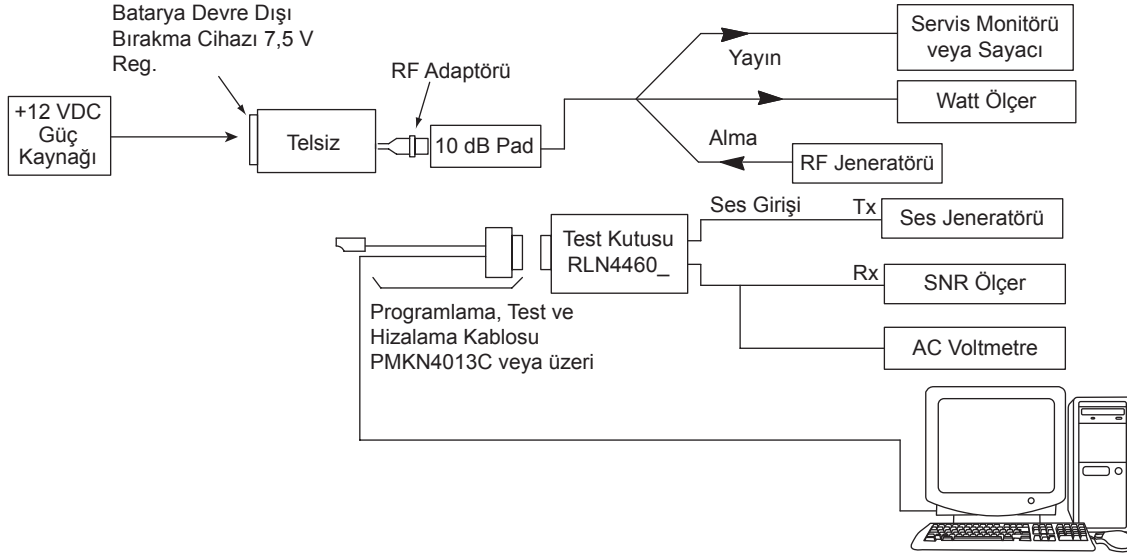 Batarya Devre Dışı
Bırakma Cihazı 7,5 V
Reg.
RF Adaptörü
+12 VDC
Güç
Kaynağı
Telsiz
10 dB Pad
Yayın
Servis Monitörü
veya Sayacı
Watt Ölçer
Alma
RF Jeneratörü
Ses Girişi
Tx
Ses Jeneratörü
Test Kutusu
RLN4460_
Rx
SNR Ölçer
AC Voltmetre
Programlama, Test ve
Hizalama Kablosu
PMKN4013C veya üzeri